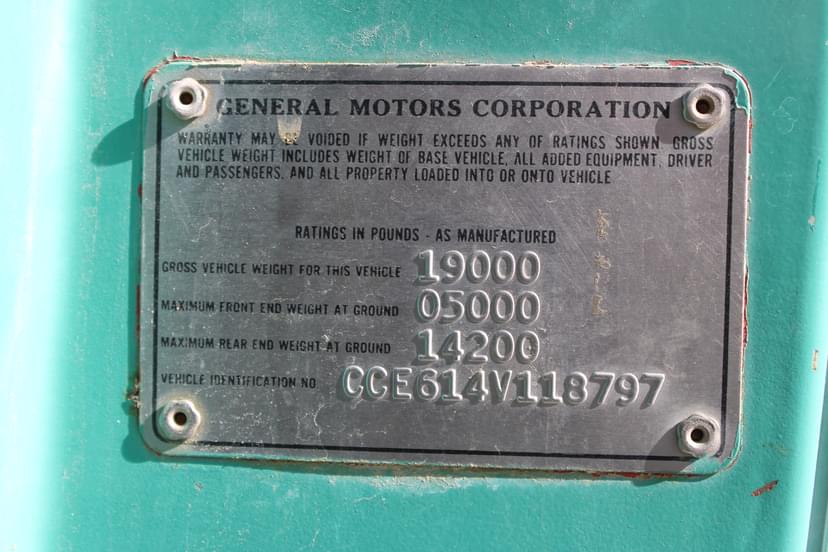 GENERAL MOTORS CORPORATION
WARRANTY MAY BE VOIDED IF WEIGHT EXCEEDS ANY OF RATINGS SHOWN. GROSS
VEHICLE WEIGHT INCLUDES WEIGHT OF BASE VEHICLE, ALL ADDED EQUIPMENT, DRIVER
AND PASSENGERS, AND ALL PROPERTY LOADED INTO OR ONTO VEHICLE
RATINGS IN POUNDS - AS MANUFACTURED
GROSS VEHICLE WEIGHT FOR THIS VEHICLE 19000
MAXIMUM FRONT END WEIGHT AT GROUND 05000
MAXIMUM REAR END WEIGHT AT GROUND 14200
VEHICLE IDENTIFICATION NO CCE614V118797